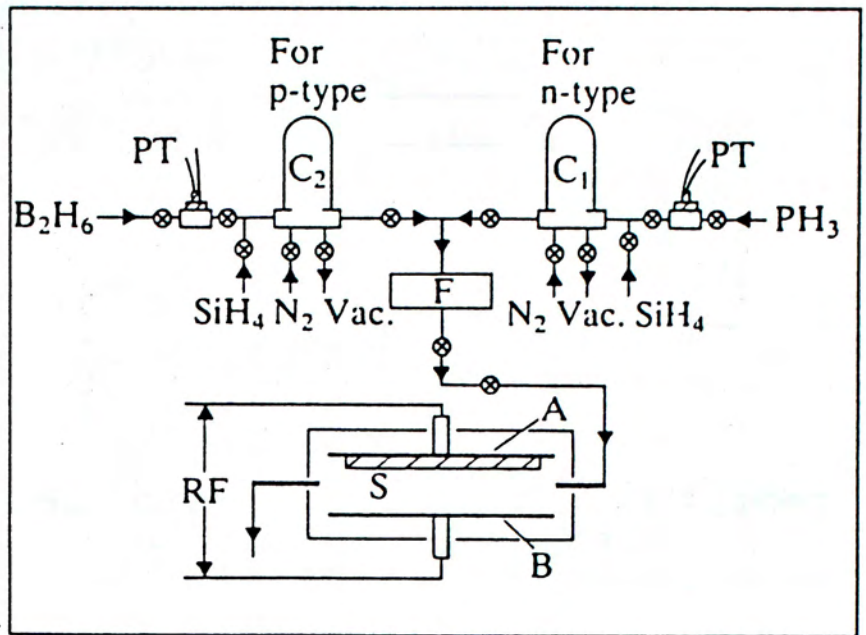 For
p-type
For
n-type
PT
C₂
C₁
PT
B₂H₆
PH₃
SiH₄ N₂ Vac.
F
N₂ Vac. SiH₄
A
RF
S
B